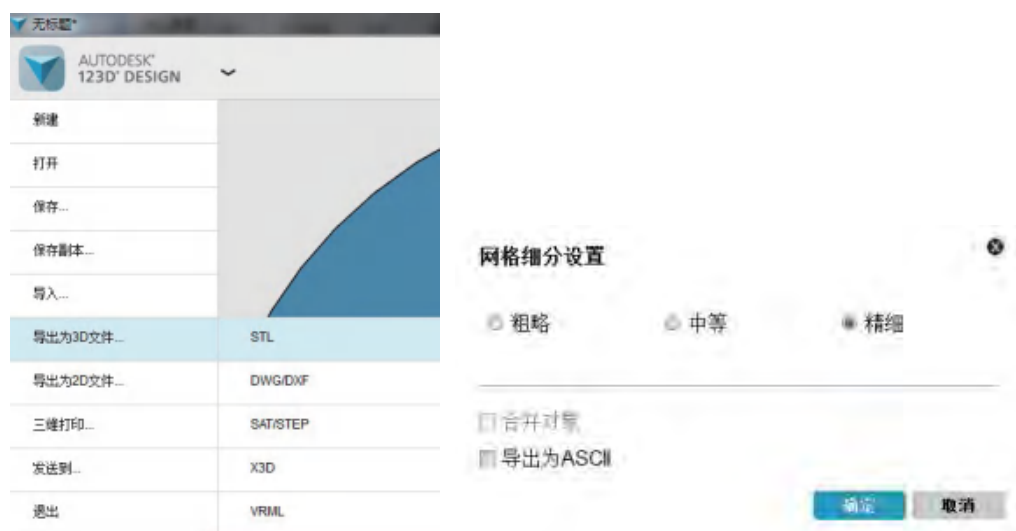 无标题*
AUTODESK®
123D® DESIGN
新建
打开
保存...
保存副本...
导入...
导出为3D文件...
STL
导出为2D文件...
DWG/DXF
三维打印...
SAT/STEP
发送到...
X3D
退出
VRML
网格细分设置
粗略
中等
精细
合并对象
导出为ASCII
确定
取消